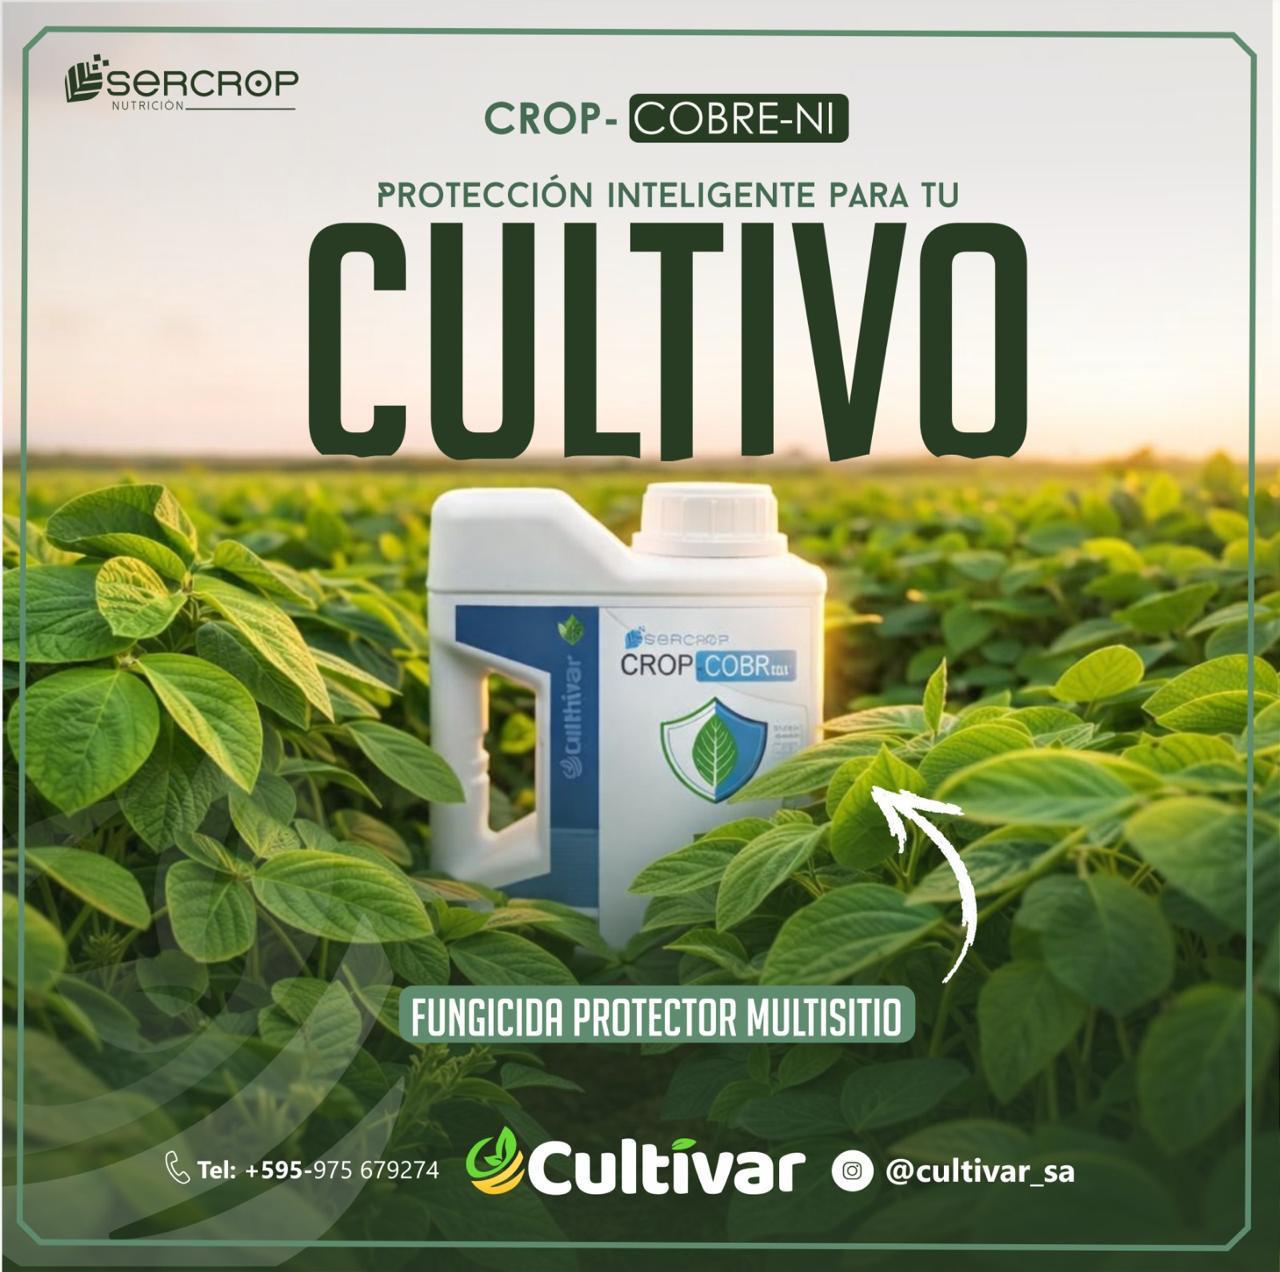 SERCROP
NUTRICIÓN
CROP- COBRE-NI
PROTECCIÓN INTELIGENTE PARA TU
CULTIVO
SERCROP
CROP-COBR
Culthivar
FUNGICIDA PROTECTOR MULTISITIO
Tel: +595-975 679274
Cultivar
@cultivar_sa